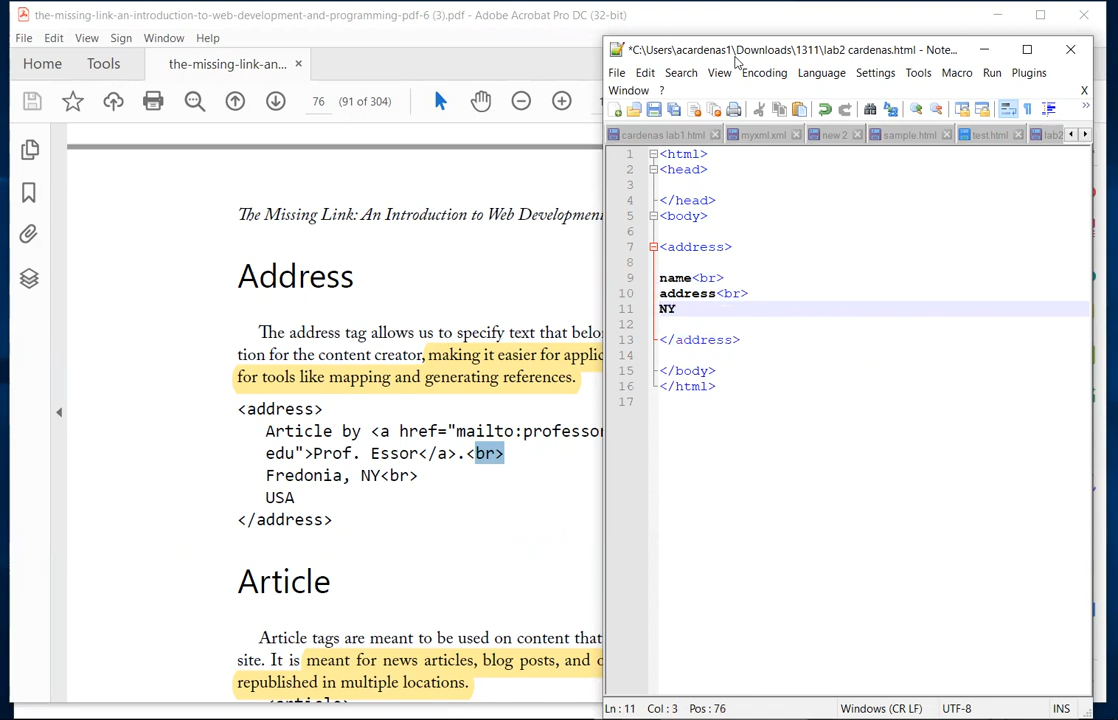 the-missing-link-an-introduction-to-web-development-and-programming-pdf-6 (3).pdf - Adobe Acrobat Pro DC (32-bit)
File Edit View Sign Window Help
Home Tools the-missing-link-an... ×
76 (91 of 304)
The Missing Link: An Introduction to Web Developmen
Address
The address tag allows us to specify text that belo
tion for the content creator, making it easier for applic
for tools like mapping and generating references.
<address>
Article by <a href="mailto:professo
edu">Prof. Essor</a>.<br>
Fredonia, NY<br>
USA
</address>
Article
Article tags are meant to be used on content that
site. It is meant for news articles, blog posts, and o
republished in multiple locations.
*C:\Users\acardenas1\Downloads\1311\lab2 cardenas.html - Note...
File Edit Search View Encoding Language Settings Tools Macro Run Plugins
Window ? X
cardenas lab1.html myxml.xml new 2 sample.html test.html lab2
1 <html>
2 <head>
3
4 </head>
5 <body>
6
7 <address>
8
9 name<br>
10 address<br>
11 NY
12
13 </address>
14
15 </body>
16 </html>
17
Ln : 11 Col : 3 Pos : 76 Windows (CR LF) UTF-8 INS